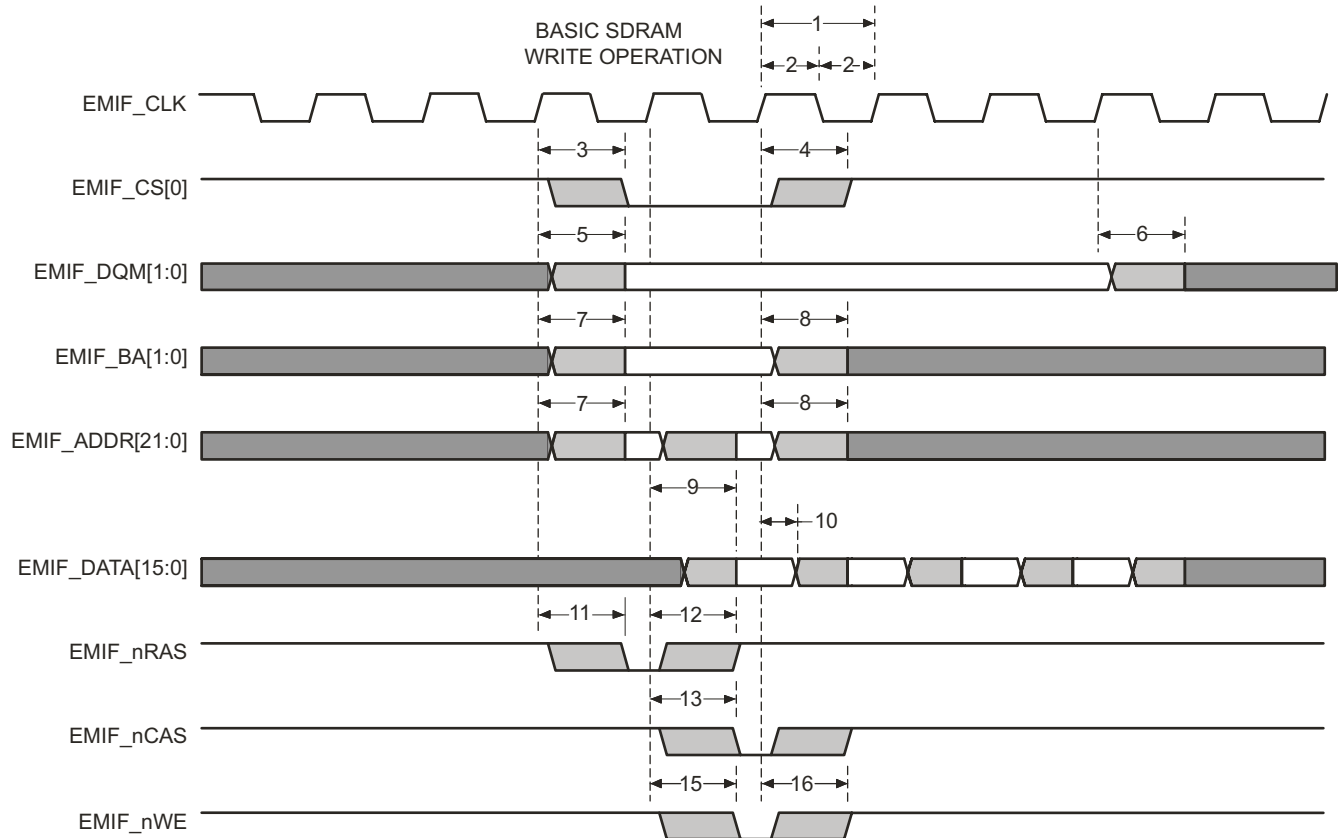 BASIC SDRAM
WRITE OPERATION
1
2 2
EMIF_CLK
3 4
EMIF_CS[0]
5 6
EMIF_DQM[1:0]
7 8
EMIF_BA[1:0]
7 8
EMIF_ADDR[21:0]
9
10
EMIF_DATA[15:0]
11 12
EMIF_nRAS
13
EMIF_nCAS
15 16
EMIF_nWE